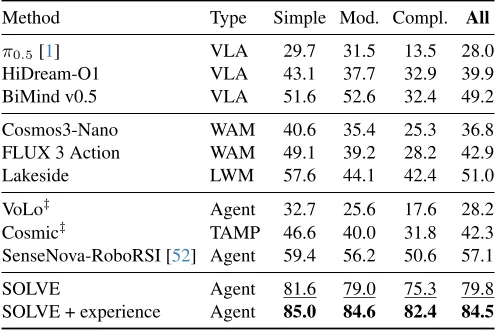 Method Type Simple Mod. Compl. All
π0.5 [1] VLA 29.7 31.5 13.5 28.0
HiDream-O1 VLA 43.1 37.7 32.9 39.9
BiMind v0.5 VLA 51.6 52.6 32.4 49.2
Cosmos3-Nano WAM 40.6 35.4 25.3 36.8
FLUX 3 Action WAM 49.1 39.2 28.2 42.9
Lakeside LWM 57.6 44.1 42.4 51.0
VoLo‡ Agent 32.7 25.6 17.6 28.2
Cosmic‡ TAMP 46.6 40.0 31.8 42.3
SenseNova-RoboRSI [52] Agent 59.4 56.2 50.6 57.1
SOLVE Agent 81.6 79.0 75.3 79.8
SOLVE + experience Agent 85.0 84.6 82.4 84.5